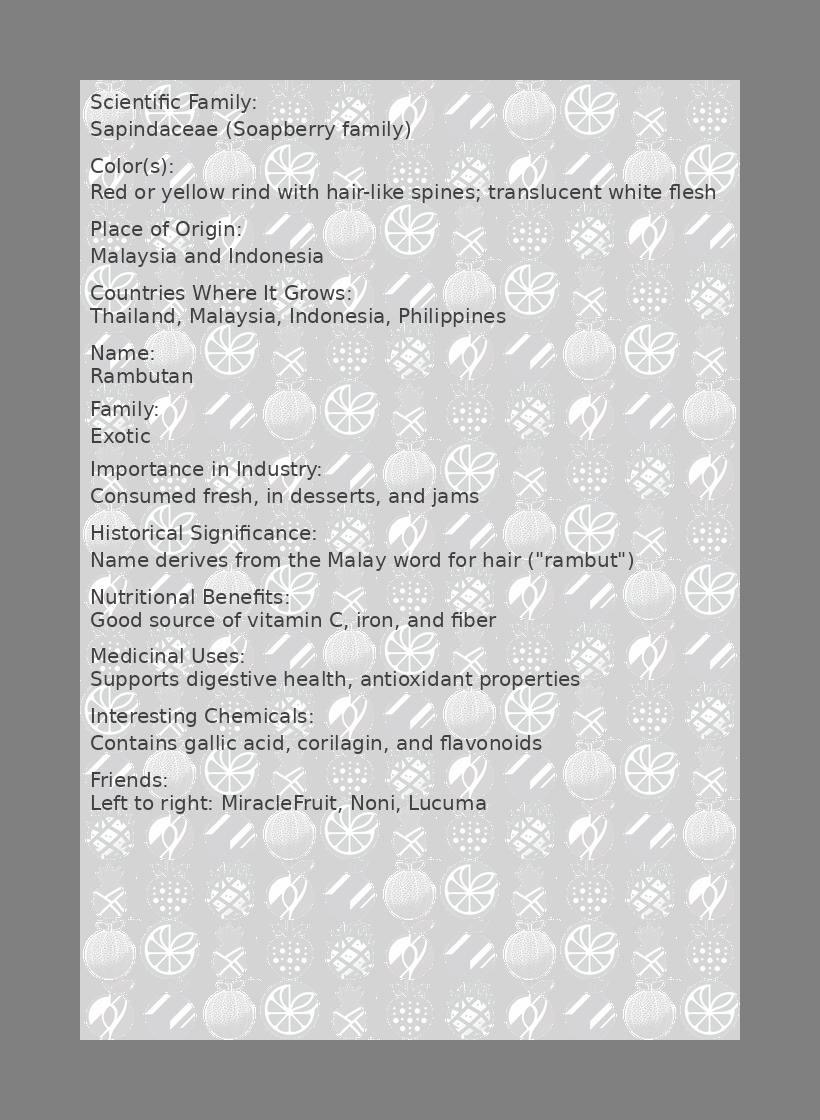 Scientific Family:
Sapindaceae (Soapberry family)
Color(s):
Red or yellow rind with hair-like spines; translucent white flesh
Place of Origin:
Malaysia and Indonesia
Countries Where It Grows:
Thailand, Malaysia, Indonesia, Philippines
Name:
Rambutan
Family:
Exotic
Importance in Industry:
Consumed fresh, in desserts, and jams
Historical Significance:
Name derives from the Malay word for hair ("rambut")
Nutritional Benefits:
Good source of vitamin C, iron, and fiber
Medicinal Uses:
Supports digestive health, antioxidant properties
Interesting Chemicals:
Contains gallic acid, corilagin, and flavonoids
Friends:
Left to right: MiracleFruit, Noni, Lucuma